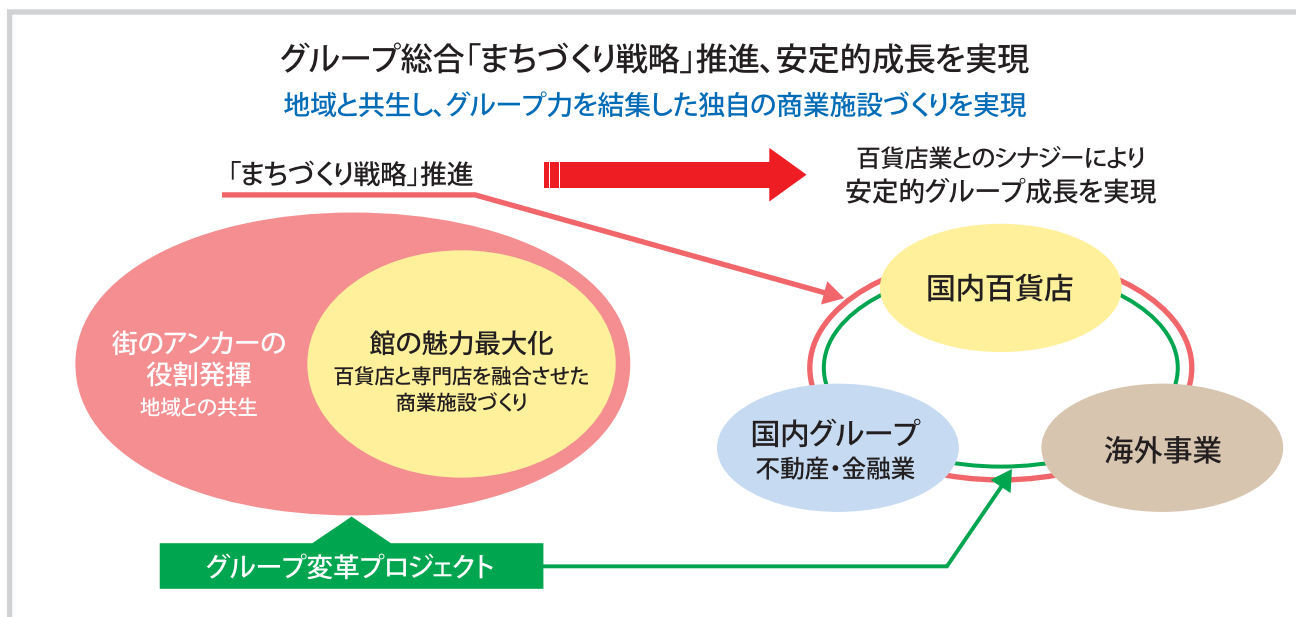 グループ総合「まちづくり戦略」推進、安定的成長を実現
地域と共生し、グループ力を結集した独自の商業施設づくりを実現
「まちづくり戦略」推進
百貨店業とのシナジーにより
安定的グループ成長を実現
街のアンカーの
役割発揮
地域との共生
館の魅力最大化
百貨店と専門店を融合させた
商業施設づくり
国内百貨店
国内グループ
不動産・金融業
海外事業
グループ変革プロジェクト